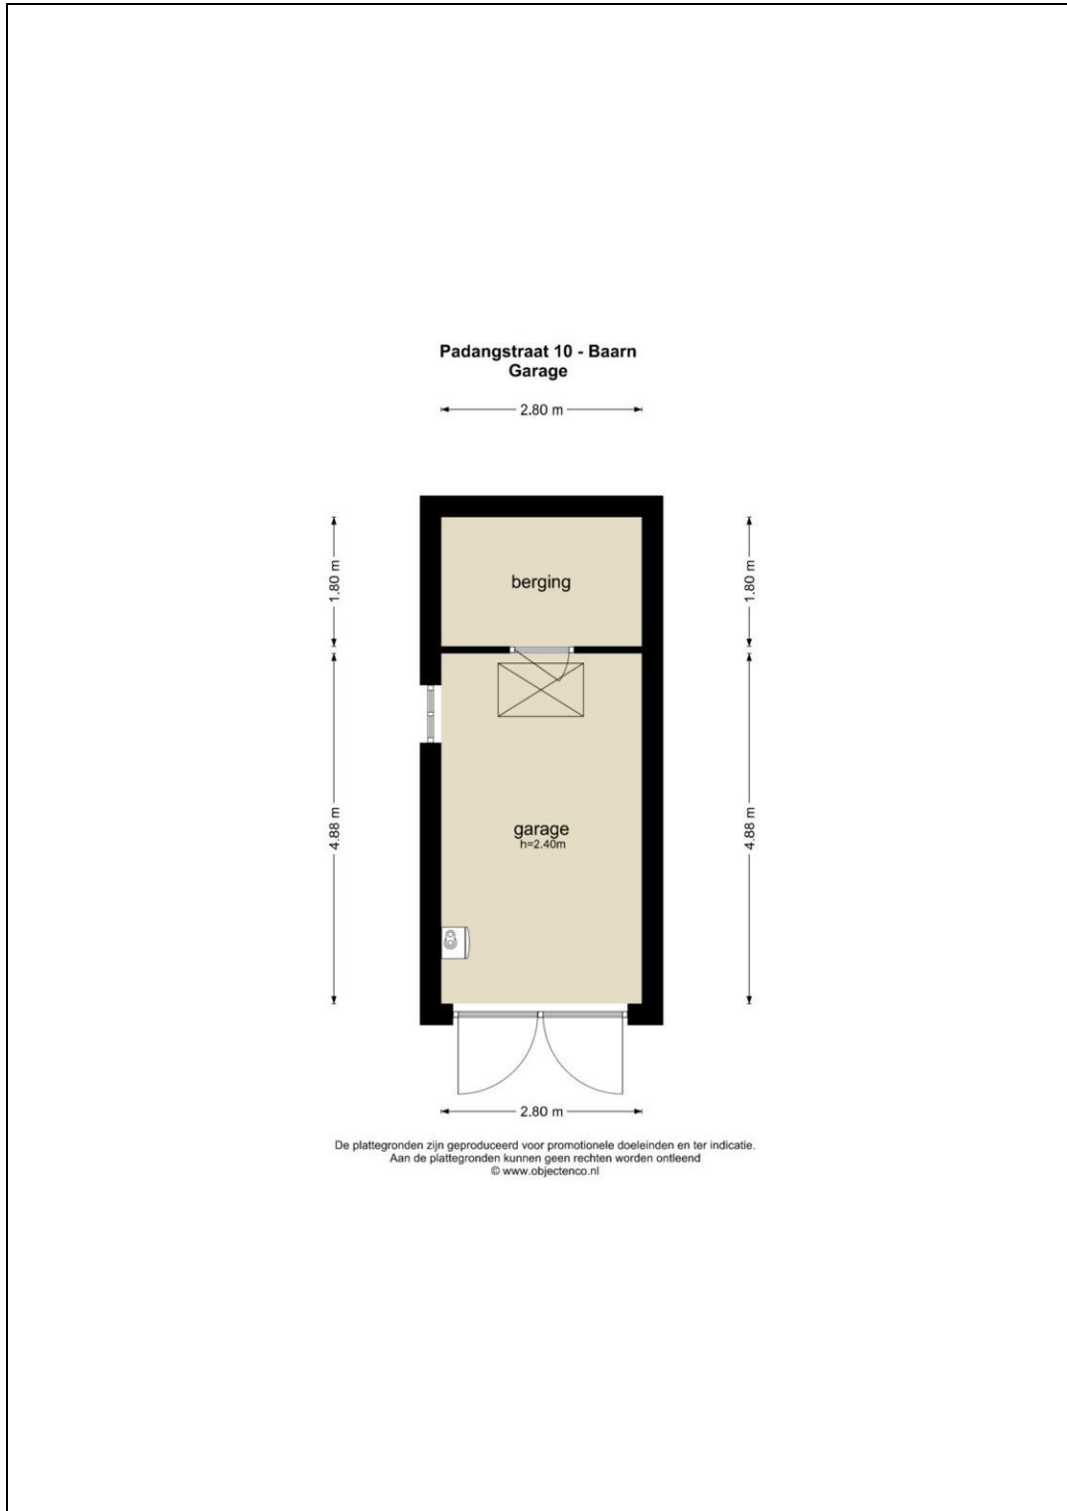 Padangstraat 10 - Baarn
Garage
2.80 m
1.80 m
1.80 m
berging
4.88 m
4.88 m
garage
h=2.40m
2.80 m
De plattegronden zijn geproduceerd voor promotionele doeleinden en ter indicatie.
Aan de plattegronden kunnen geen rechten worden ontleend
© www.objectenco.nl